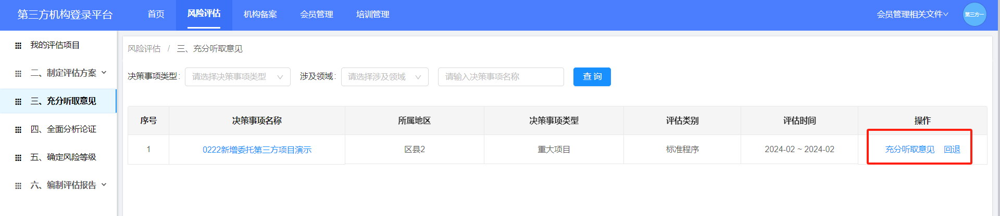 第三方机构登录平台 首页 风险评估 机构备案 会员管理 培训管理 会员管理相关文件 第三方一
我的评估项目
二、制定评估方案
三、充分听取意见
四、全面分析论证
五、确定风险等级
六、编制评估报告
风险评估 / 三、充分听取意见
决策事项类型: 请选择决策事项类型 涉及领域: 请选择涉及领域 请输入决策事项名称 查 询
序号 决策事项名称 所属地区 决策事项类型 评估类别 评估时间 操作
1 0222新增委托第三方项目演示 区县2 重大项目 标准程序 2024-02 ~ 2024-02 充分听取意见 回退